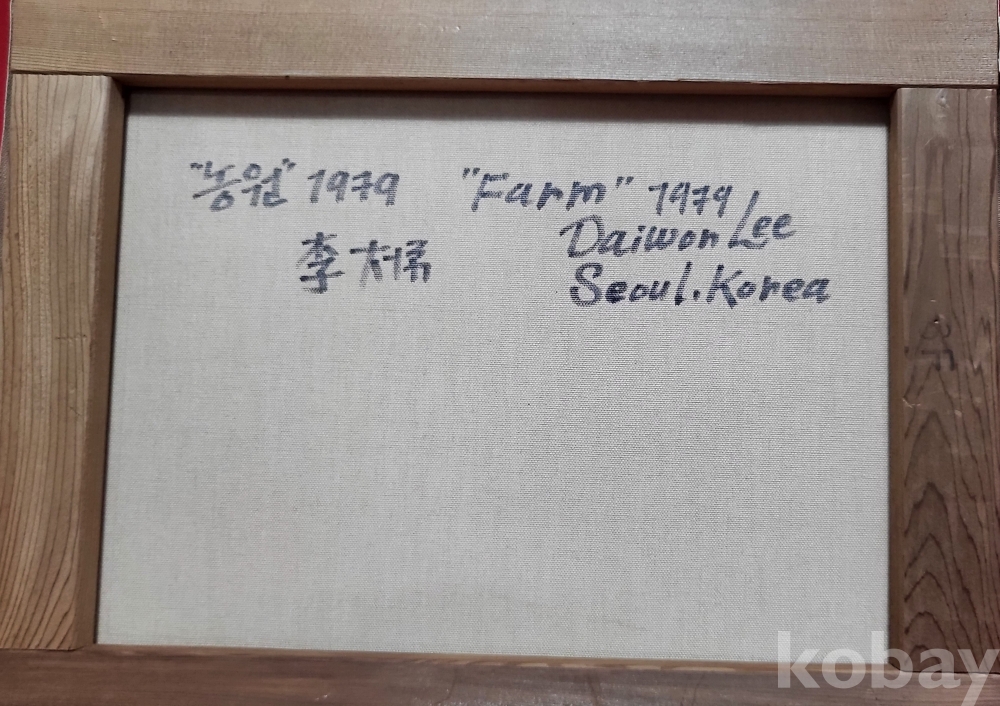 "농원" 1979
李大源
"Farm" 1979
Daiwon Lee
Seoul. Korea
kobay